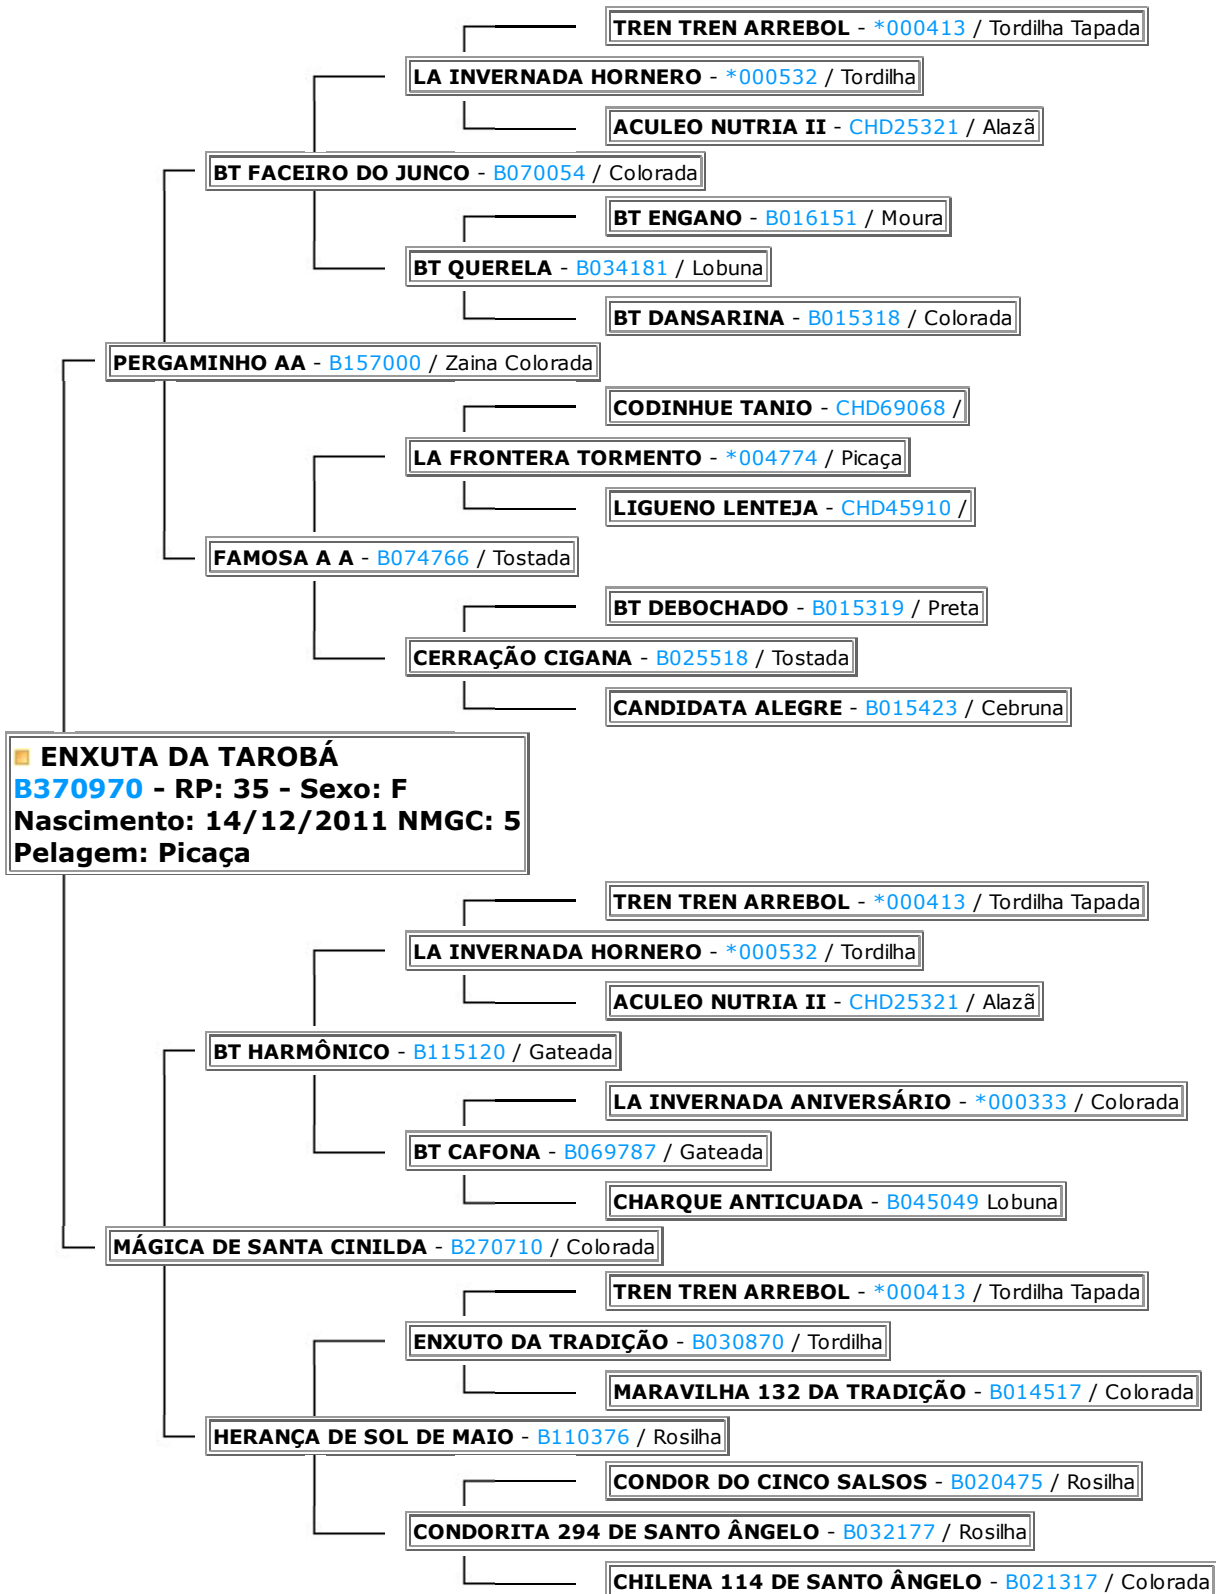 TREN TREN ARREBOL - *000413 / Tordilha Tapada
LA INVERNADA HORNERO - *000532 / Tordilha
ACULEO NUTRIA II - CHD25321 / Alazã
BT FACEIRO DO JUNCO - B070054 / Colorada
BT ENGANO - B016151 / Moura
BT QUERELA - B034181 / Lobuna
BT DANSARINA - B015318 / Colorada
PERGAMINHO AA - B157000 / Zaina Colorada
CODINHUE TANIO - CHD69068 /
LA FRONTERA TORMENTO - *004774 / Picaça
LIGUENO LENTEJA - CHD45910 /
FAMOSA A A - B074766 / Tostada
BT DEBOCHADO - B015319 / Preta
CERRAÇÃO CIGANA - B025518 / Tostada
CANDIDATA ALEGRE - B015423 / Cebruna
ENXUTA DA TAROBÁ
B370970 - RP: 35 - Sexo: F
Nascimento: 14/12/2011 NMGC: 5
Pelagem: Picaça
TREN TREN ARREBOL - *000413 / Tordilha Tapada
LA INVERNADA HORNERO - *000532 / Tordilha
ACULEO NUTRIA II - CHD25321 / Alazã
BT HARMÔNICO - B115120 / Gateada
LA INVERNADA ANIVERSÁRIO - *000333 / Colorada
BT CAFONA - B069787 / Gateada
CHARQUE ANTICUADA - B045049 Lobuna
MÁGICA DE SANTA CINILDA - B270710 / Colorada
TREN TREN ARREBOL - *000413 / Tordilha Tapada
ENXUTO DA TRADIÇÃO - B030870 / Tordilha
MARAVILHA 132 DA TRADIÇÃO - B014517 / Colorada
HERANÇA DE SOL DE MAIO - B110376 / Rosilha
CONDOR DO CINCO SALSOS - B020475 / Rosilha
CONDORITA 294 DE SANTO ÂNGELO - B032177 / Rosilha
CHILENA 114 DE SANTO ÂNGELO - B021317 / Colorada